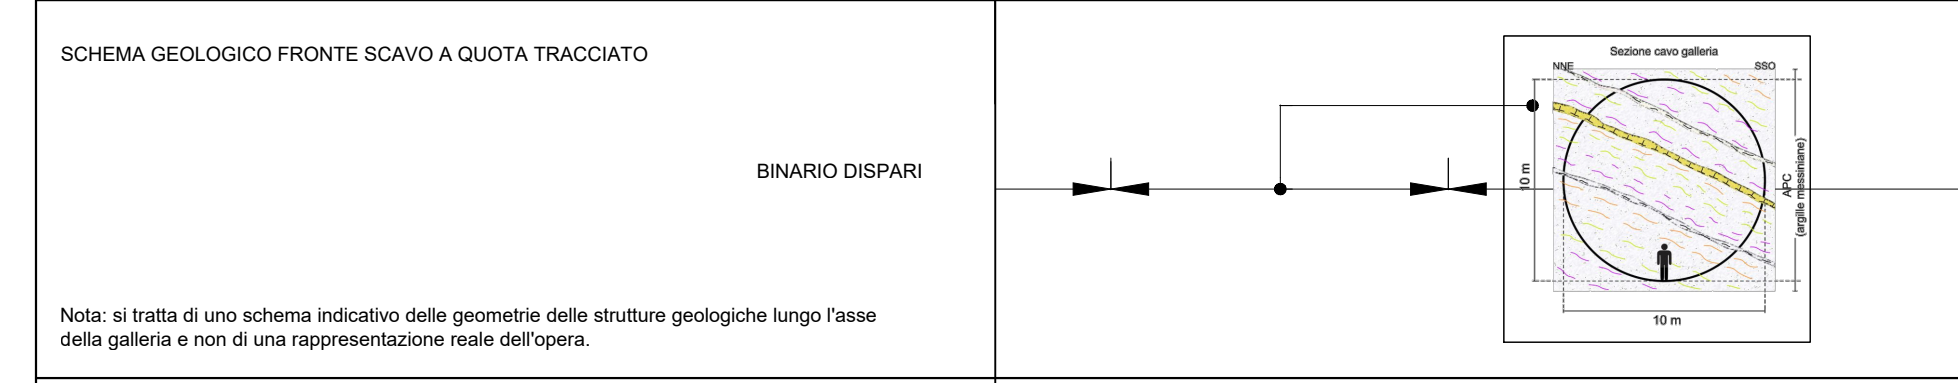 SCHEMA GEOLOGICO FRONTE SCAVO A QUOTA TRACCIATO
BINARIO DISPARI
Nota: si tratta di uno schema indicativo delle geometrie delle strutture geologiche lungo l'asse
della galleria e non di una rappresentazione reale dell'opera.
Sezione cavo galleria
NNE
SSO
10 m
APC
(argille messiniane)
10 m